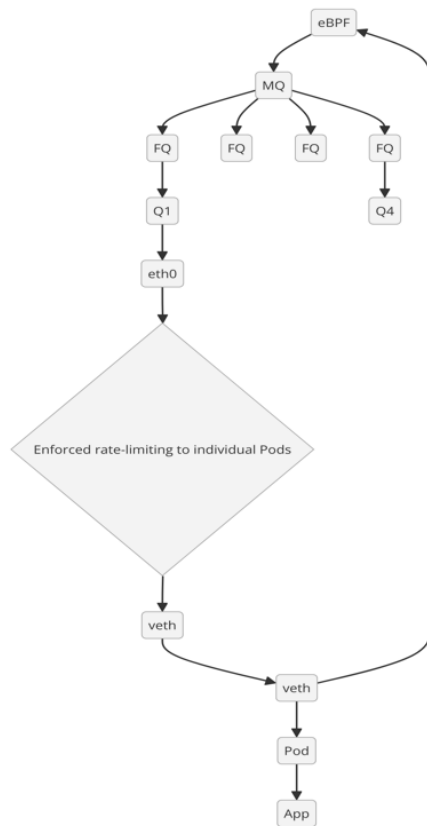 eBPF
MQ
FQ
FQ
FQ
FQ
Q1
Q4
eth0
Enforced rate-limiting to individual Pods
veth
veth
Pod
App